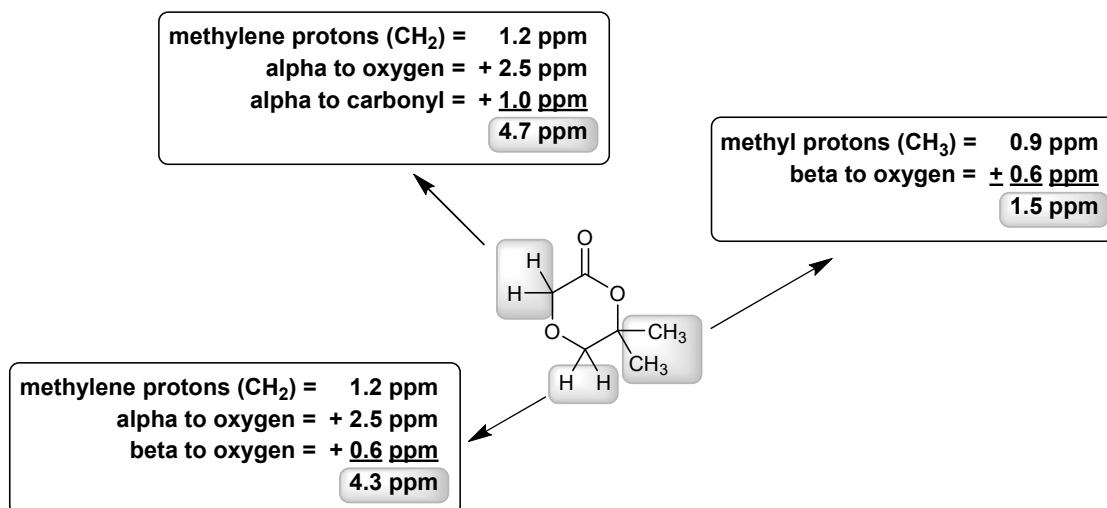 methylene protons (CH₂) = 1.2 ppm
alpha to oxygen = + 2.5 ppm
alpha to carbonyl = + 1.0 ppm
4.7 ppm
methyl protons (CH₃) = 0.9 ppm
beta to oxygen = + 0.6 ppm
1.5 ppm
O
H
H
O
O
CH₃
CH₃
H H
methylene protons (CH₂) = 1.2 ppm
alpha to oxygen = + 2.5 ppm
beta to oxygen = + 0.6 ppm
4.3 ppm